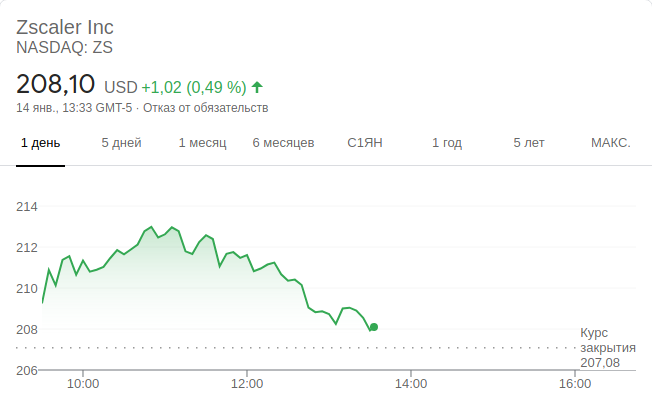 Zscaler Inc
NASDAQ: ZS
208,10 USD +1,02 (0,49 %)
14 янв., 13:33 GMT-5 · Отказ от обязательств
1 день 5 дней 1 месяц 6 месяцев С1ЯН 1 год 5 лет МАКС.
214
212
210
208
206
Курс
закрытия
207,08
10:00 12:00 14:00 16:00